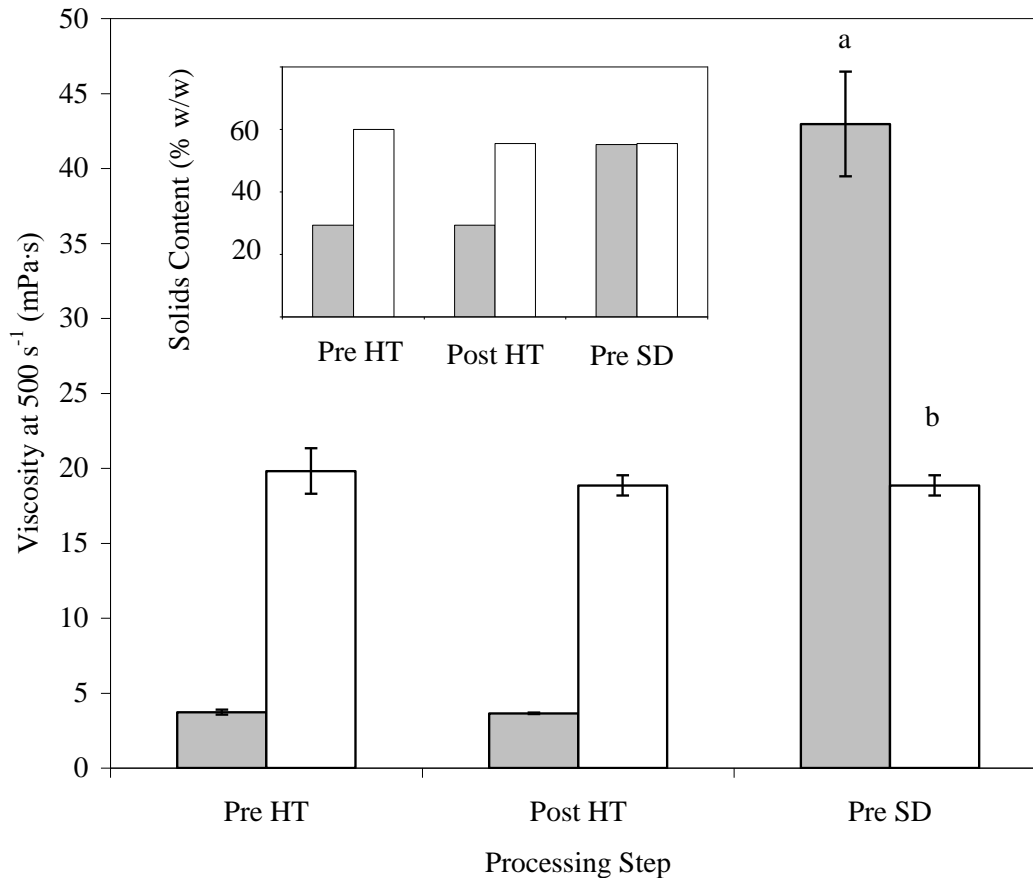 50
45
40
35
30
25
20
15
10
5
0
Viscosity at 500 s⁻¹ (mPa·s)
a
b
Solids Content (% w/w)
60
40
20
Pre HT Post HT Pre SD
Pre HT Post HT Pre SD
Processing Step